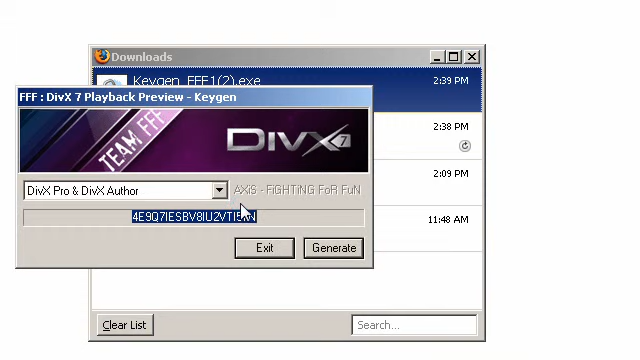 Downloads
Keygen_FFF1(2).exe
2:39 PM
FFF : DivX 7 Playback Preview - Keygen
TEAM FFF
DIVX 7
2:38 PM
DivX Pro & DivX Author
AXiS - FiGHTiNG FoR FuN
2:09 PM
11:48 AM
Exit
Generate
Clear List
Search...